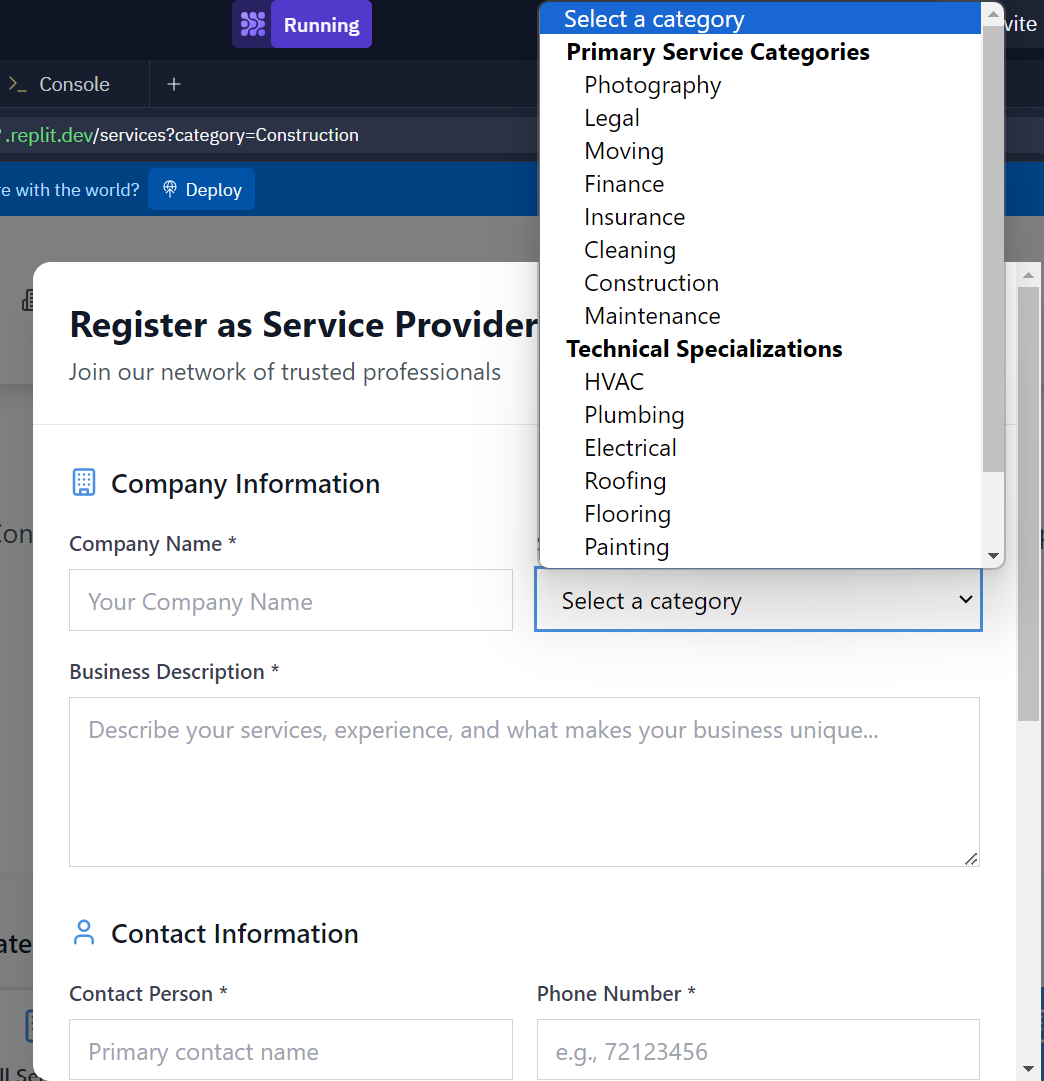 Running
Console
.replit.dev/services?category=Construction
with the world?
Deploy
Select a category
Primary Service Categories
Photography
Legal
Moving
Finance
Insurance
Cleaning
Construction
Maintenance
Technical Specializations
HVAC
Plumbing
Electrical
Roofing
Flooring
Painting
Register as Service Provider
Join our network of trusted professionals
Company Information
Company Name *
Your Company Name
Select a category
Business Description *
Describe your services, experience, and what makes your business unique...
Contact Information
Contact Person *
Phone Number *
Primary contact name
e.g., 72123456